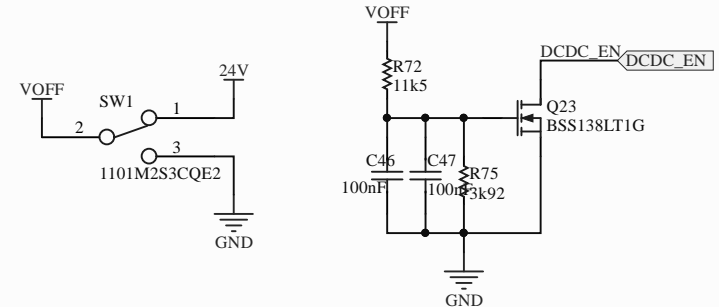 VOFF
SW1
2
1
3
24V
1101M2S3CQE2
GND
VOFF
R72
11k5
C46
100nF
C47
100nF
R75
3k92
DCDC_EN
DCDC_EN
Q23
BSS138LT1G
GND